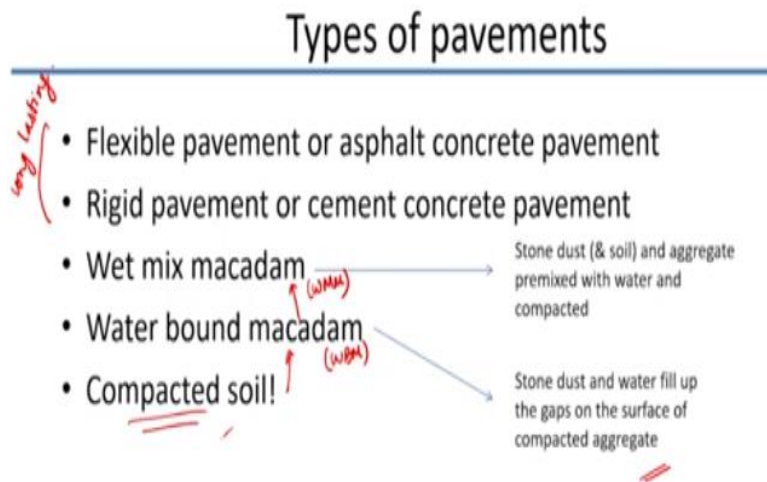 Types of pavements
long lasting
• Flexible pavement or asphalt concrete pavement
• Rigid pavement or cement concrete pavement
• Wet mix macadam
(WMM)
• Water bound macadam
(WBM)
• Compacted soil!
Stone dust (& soil) and aggregate
premixed with water and
compacted
Stone dust and water fill up
the gaps on the surface of
compacted aggregate